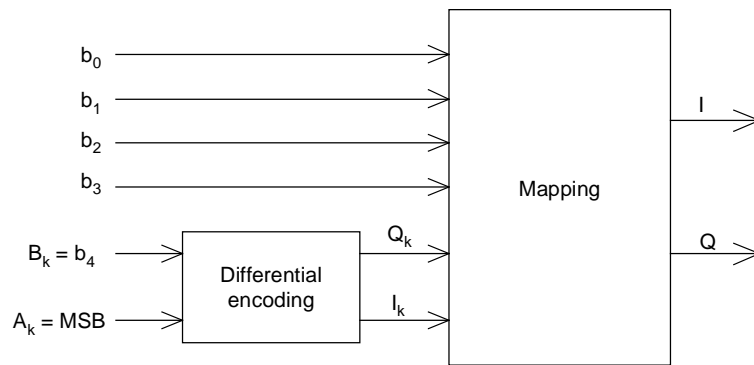 b0
b1
b2
b3
Bk = b4
Ak = MSB
Differential
encoding
Qk
Ik
Mapping
I
Q